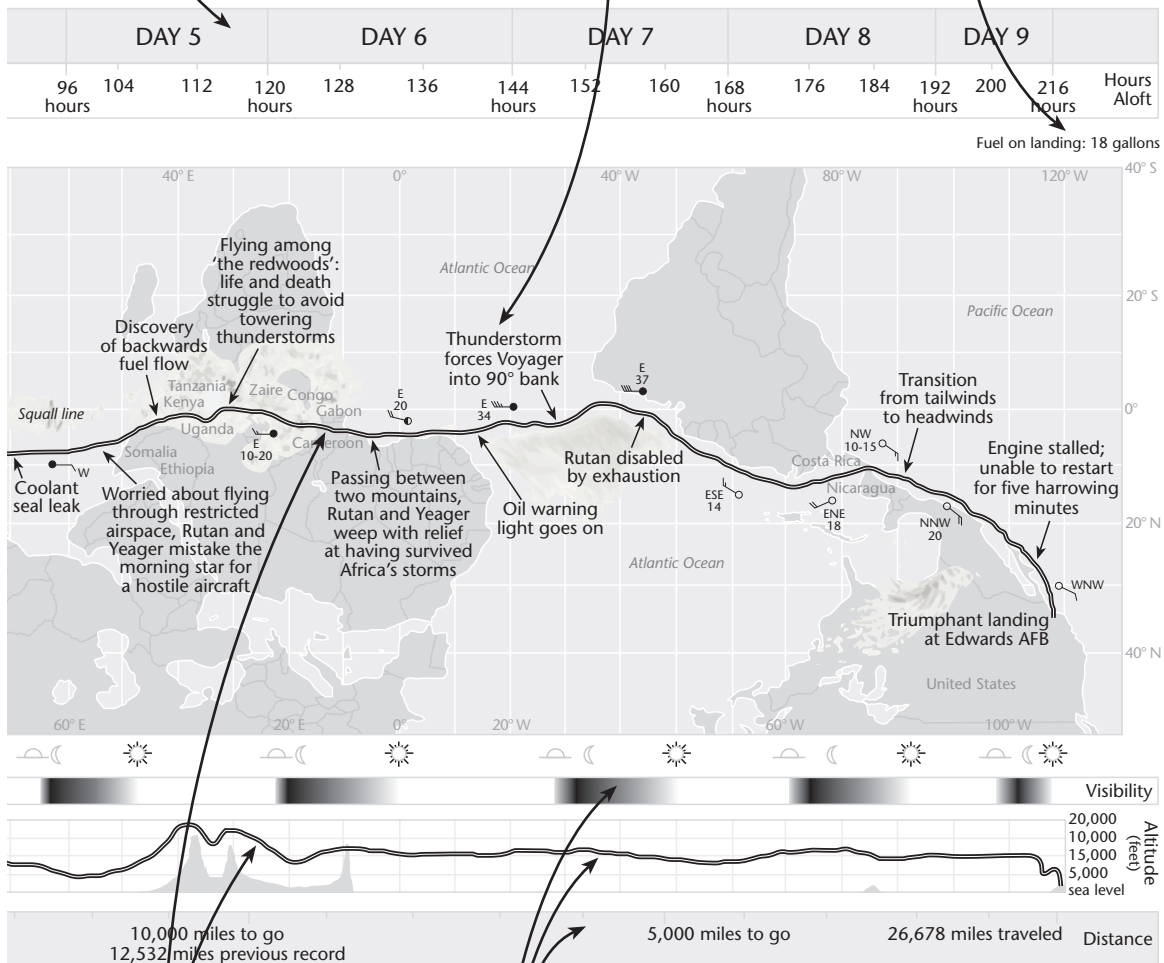 DAY 5 DAY 6 DAY 7 DAY 8 DAY 9
96 hours 104 112 120 hours 128 136 144 hours 152 160 168 hours 176 184 192 hours 200 216 hours
Hours
Aloft
Fuel on landing: 18 gallons
40° E 0° 40° W 80° W 120° W 40° S
Flying among
‘the redwoods’:
life and death
struggle to avoid
towering
thunderstorms
Atlantic Ocean
20° S
Pacific Ocean
Discovery
of backwards
fuel flow
Thunderstorm
forces Voyager
into 90° bank
E
37
Tanzania
Kenya
Zaire
Congo
Gabon
Squall line
Uganda
E
10-20
Cameroon
E
20
E
34
0°
Transition
from tailwinds
to headwinds
Somalia
Ethiopia
W
Coolant
seal leak
Worried about flying
through restricted
airspace, Rutan and
Yeager mistake the
morning star for
a hostile aircraft
Passing between
two mountains,
Rutan and Yeager
weep with relief
at having survived
Africa’s storms
Oil warning
light goes on
Rutan disabled
by exhaustion
ESE
14
Costa Rica
Nicaragua
ENE
18
NW
10-15
NNW
20
Engine stalled;
unable to restart
for five harrowing
minutes
20° N
Atlantic Ocean
WNW
Triumphant landing
at Edwards AFB
40° N
United States
60° E 20° E 0° 20° W 60° W 100° W
Visibility
20,000
10,000
15,000
5,000
sea level
Altitude
(feet)
10,000 miles to go 5,000 miles to go 26,678 miles traveled Distance
12,532 miles previous record